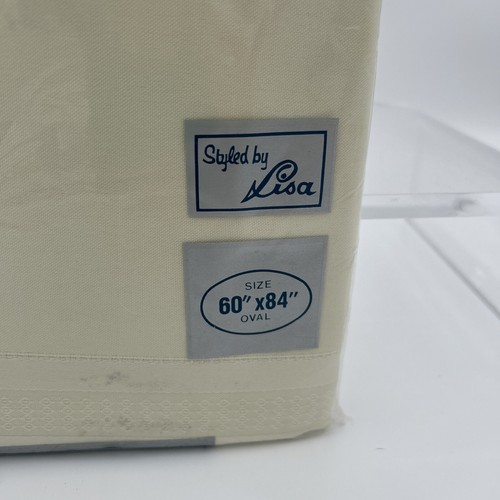 Styled by
Lisa
SIZE
60" x84"
OVAL